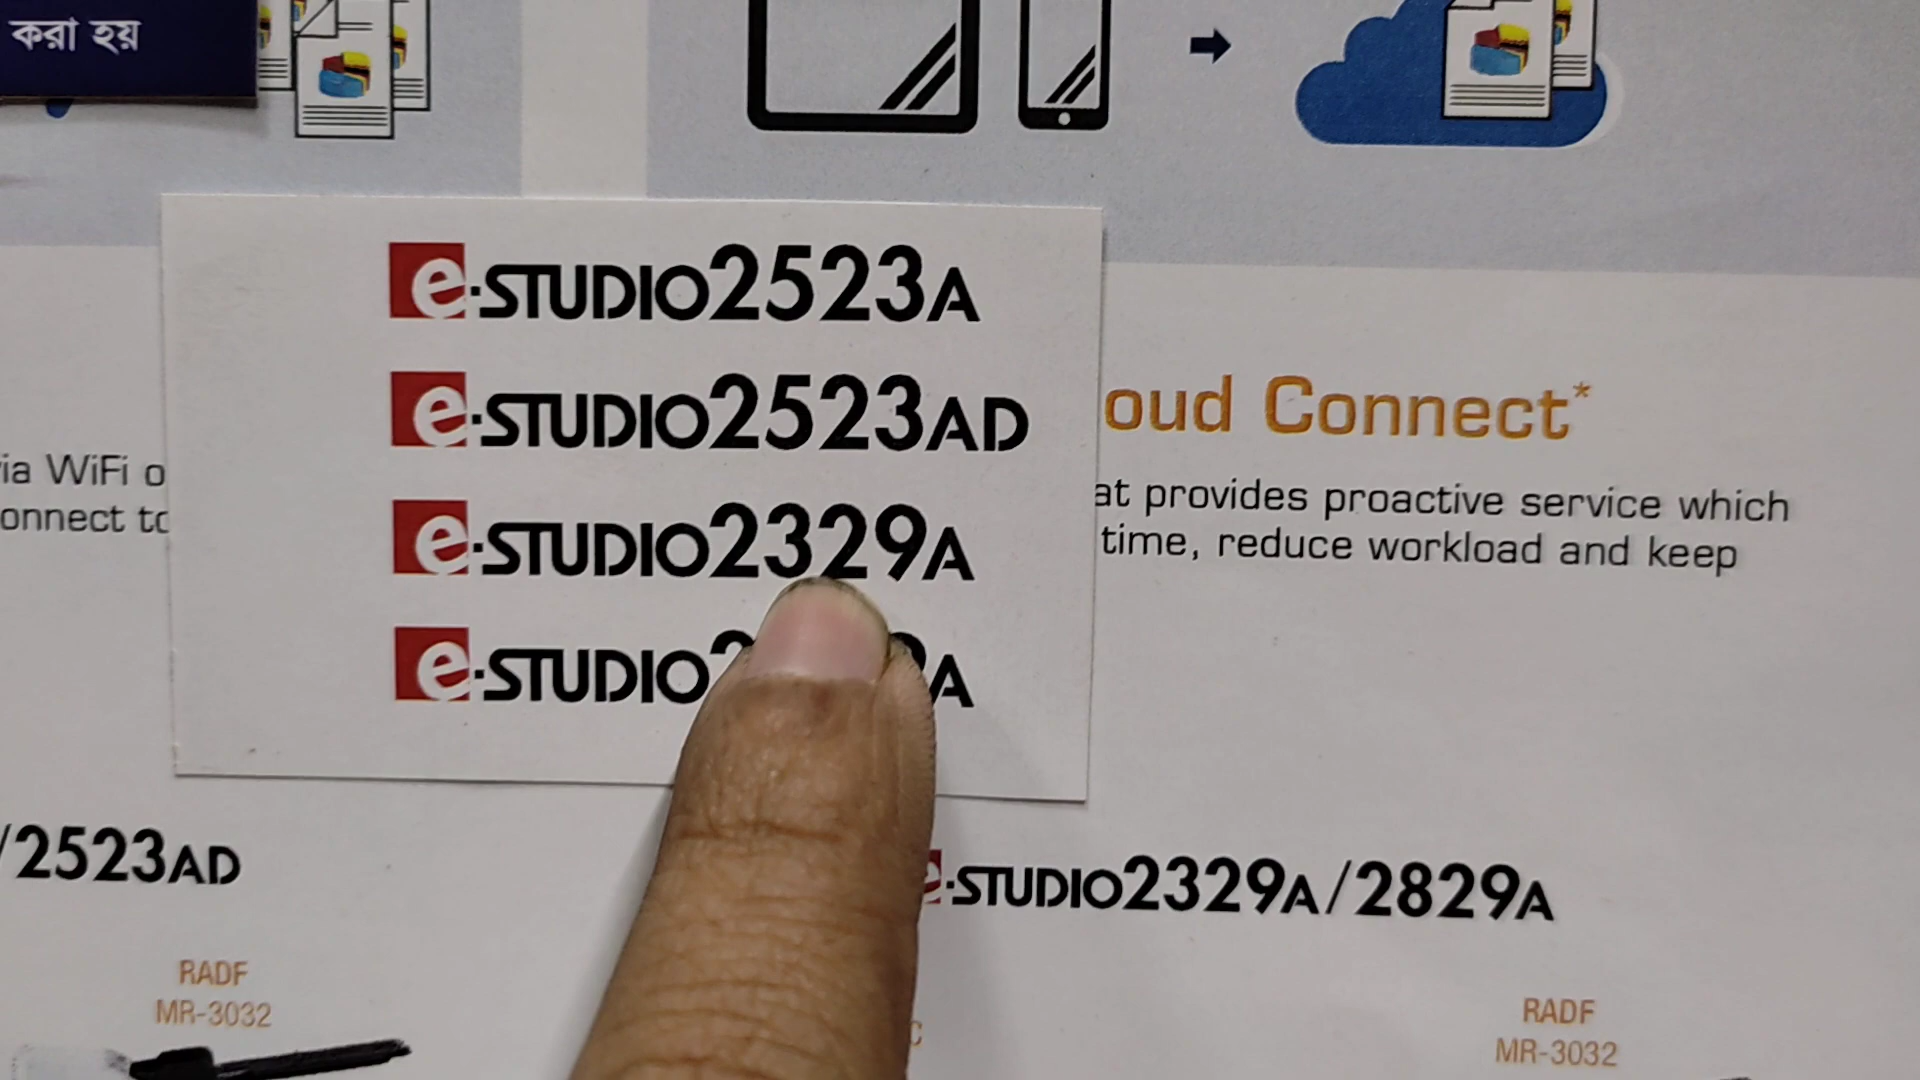 করা হয়
e-STUDIO2523A
e-STUDIO2523AD
e-STUDIO2329A
e-STUDIO
oud Connect*
ia WiFi o
onnect to
at provides proactive service which
time, reduce workload and keep
/2523AD
e-STUDIO2329A/2829A
RADF
MR-3032
RADF
MR-3032